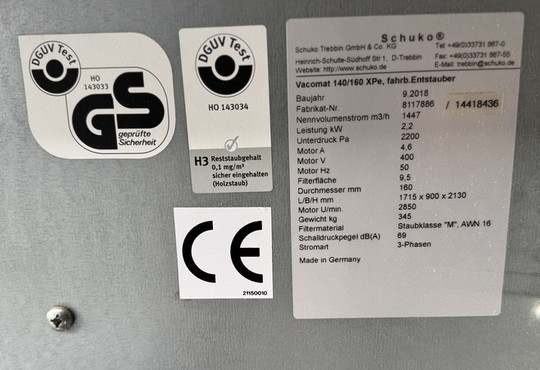 DGUV Test
HO
143033
GS
geprüfte
Sicherheit
DGUV Test
HO 143034
H3 Reststaubgehalt
0,1 mg/m³
sicher eingehalten
(Holzstaub)
CE
21150010
Schuko®
Schuko Trebbin GmbH & Co. KG Tel +49(0)33731 867-0
Heinrich-Schulte-Südhoff Str 1, D-Trebbin Fax: +49(0)33731 867-55
Website: http://www.schuko.de E-Mail: trebbin@schuko.de
Vacomat 140/160 XPe, fahrb.Entstauber
Baujahr 9.2018
Fabrikat-Nr. 8117886 / 14418436
Nennvolumenstrom m3/h 1447
Leistung kW 2,2
Unterdruck Pa 2200
Motor A 4,6
Motor V 400
Motor Hz 50
Filterfläche 9,5
Durchmesser mm 160
L/B/H mm 1715 x 900 x 2130
Motor U/min. 2850
Gewicht kg 345
Filtermaterial Staubklasse "M", AWN 16
Schalldruckpegel dB(A) 69
Stromart 3-Phasen
Made in Germany